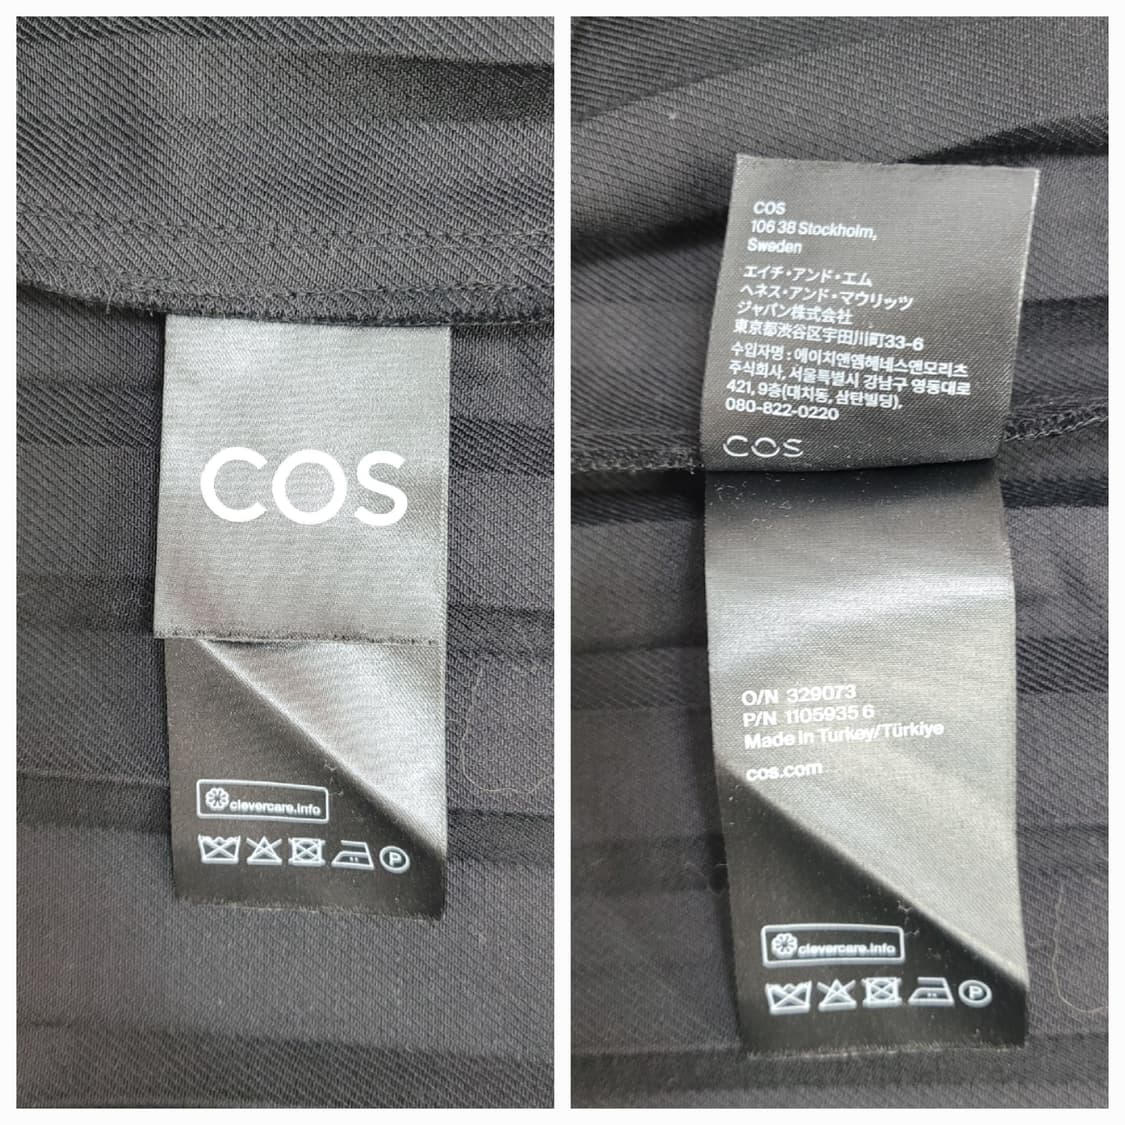 COS
clevercare.info
P
COS
106 38 Stockholm,
Sweden
エイチ・アンド・エム
ヘネス・アンド・マウリッツ
ジャパン株式会社
東京都渋谷区宇田川町33-6
수입자명 : 에이치앤엠헤네스앤모리츠
주식회사, 서울특별시 강남구 영동대로
421, 9층(대치동, 삼탄빌딩),
080-822-0220
COS
O/N 329073
P/N 1105935 6
Made in Turkey/Türkiye
cos.com
clevercare.info
P